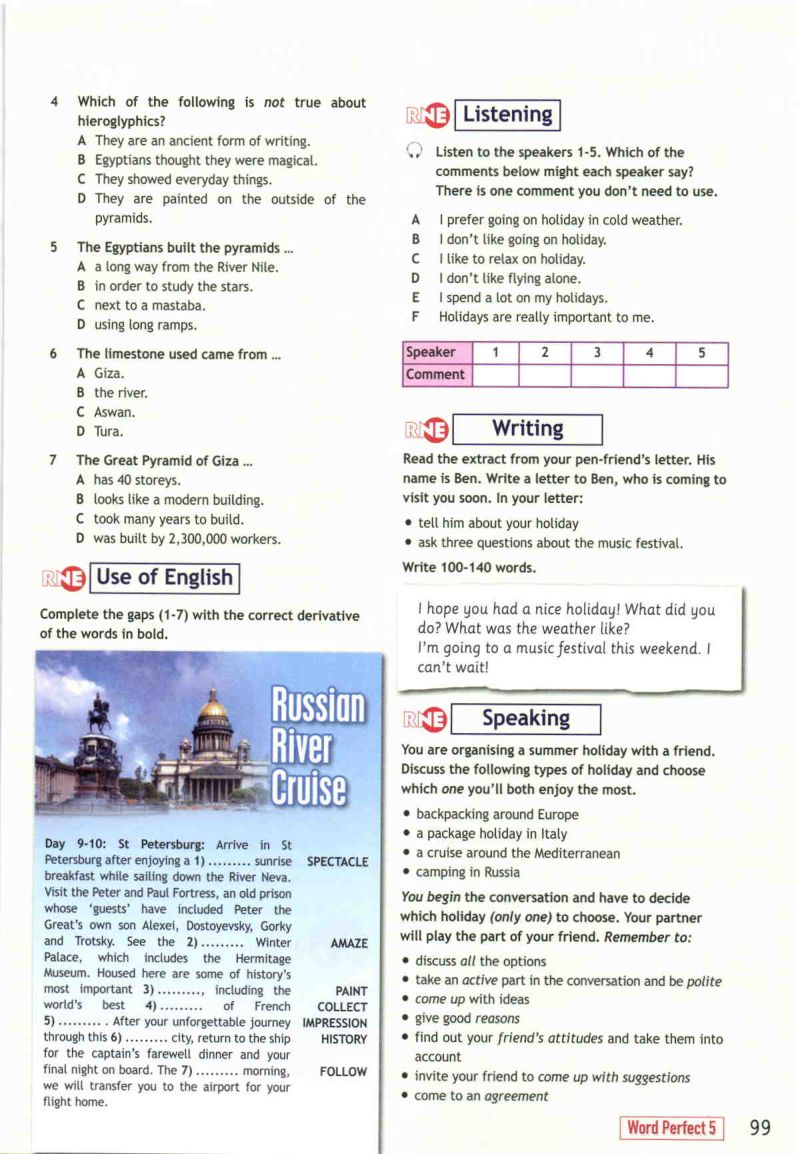 4 Which of the following is not true about
hieroglyphics?
A They are an ancient form of writing.
B Egyptians thought they were magical.
C They showed everyday things.
D They are painted on the outside of the
pyramids.
5 The Egyptians built the pyramids ...
A a long way from the River Nile.
B in order to study the stars.
C next to a mastaba.
D using long ramps.
6 The limestone used came from ...
A Giza.
B the river.
C Aswan.
D Tura.
7 The Great Pyramid of Giza ...
A has 40 storeys.
B looks like a modern building.
C took many years to build.
D was built by 2,300,000 workers.
RNE Use of English
Complete the gaps (1-7) with the correct derivative
of the words in bold.
Russian
River
Cruise
Day 9-10: St Petersburg: Arrive in St
Petersburg after enjoying a 1) ......... sunrise SPECTACLE
breakfast while sailing down the River Neva.
Visit the Peter and Paul Fortress, an old prison
whose 'guests' have included Peter the
Great's own son Alexei, Dostoyevsky, Gorky
and Trotsky. See the 2) ......... Winter AMAZE
Palace, which includes the Hermitage
Museum. Housed here are some of history's
most important 3) ........., including the PAINT
world's best 4) ......... of French COLLECT
5) .......... After your unforgettable journey IMPRESSION
through this 6) ......... city, return to the ship HISTORY
for the captain's farewell dinner and your
final night on board. The 7) ......... morning, FOLLOW
we will transfer you to the airport for your
flight home.
RNE Listening
Listen to the speakers 1-5. Which of the
comments below might each speaker say?
There is one comment you don't need to use.
A I prefer going on holiday in cold weather.
B I don't like going on holiday.
C I like to relax on holiday.
D I don't like flying alone.
E I spend a lot on my holidays.
F Holidays are really important to me.
Speaker 1 2 3 4 5
Comment
RNE Writing
Read the extract from your pen-friend's letter. His
name is Ben. Write a letter to Ben, who is coming to
visit you soon. In your letter:
• tell him about your holiday
• ask three questions about the music festival.
Write 100-140 words.
I hope you had a nice holiday! What did you
do? What was the weather like?
I'm going to a music festival this weekend. I
can't wait!
RNE Speaking
You are organising a summer holiday with a friend.
Discuss the following types of holiday and choose
which one you'll both enjoy the most.
• backpacking around Europe
• a package holiday in Italy
• a cruise around the Mediterranean
• camping in Russia
You begin the conversation and have to decide
which holiday (only one) to choose. Your partner
will play the part of your friend. Remember to:
• discuss all the options
• take an active part in the conversation and be polite
• come up with ideas
• give good reasons
• find out your friend's attitudes and take them into
account
• invite your friend to come up with suggestions
• come to an agreement
Word Perfect 5 99